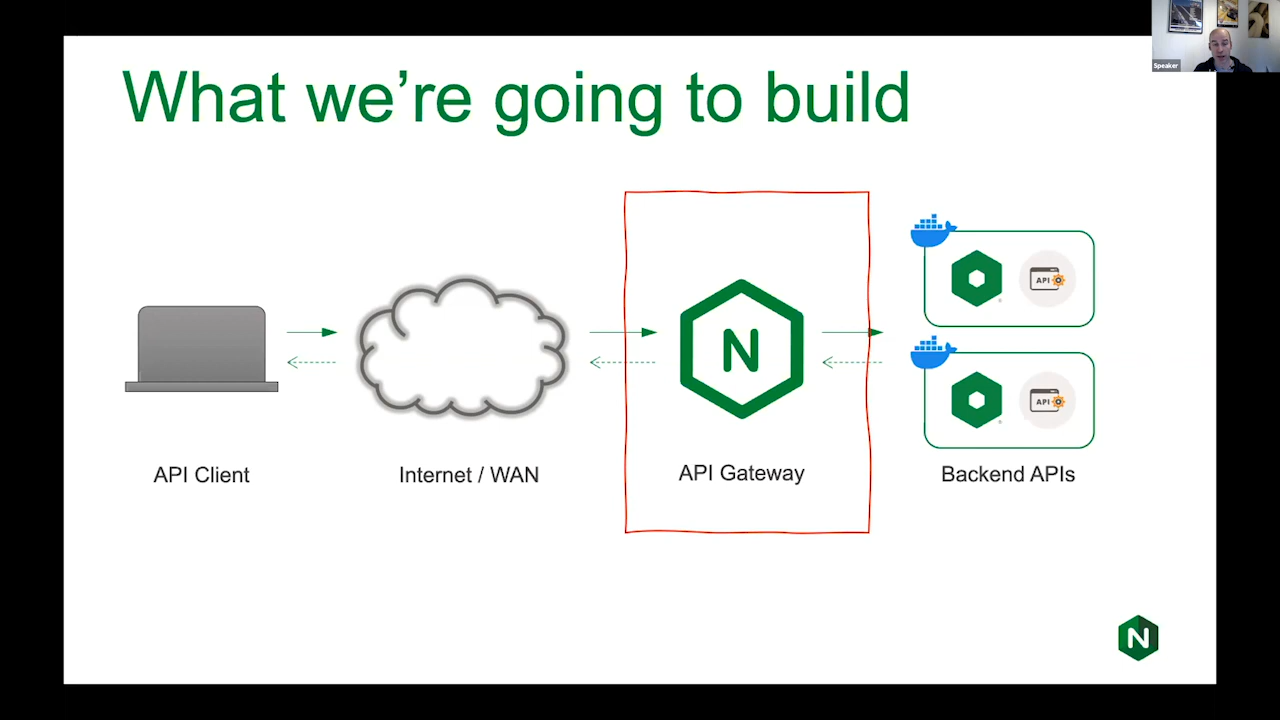 What we're going to build
Speaker
N
API
API
API Client
Internet / WAN
API Gateway
Backend APIs
N